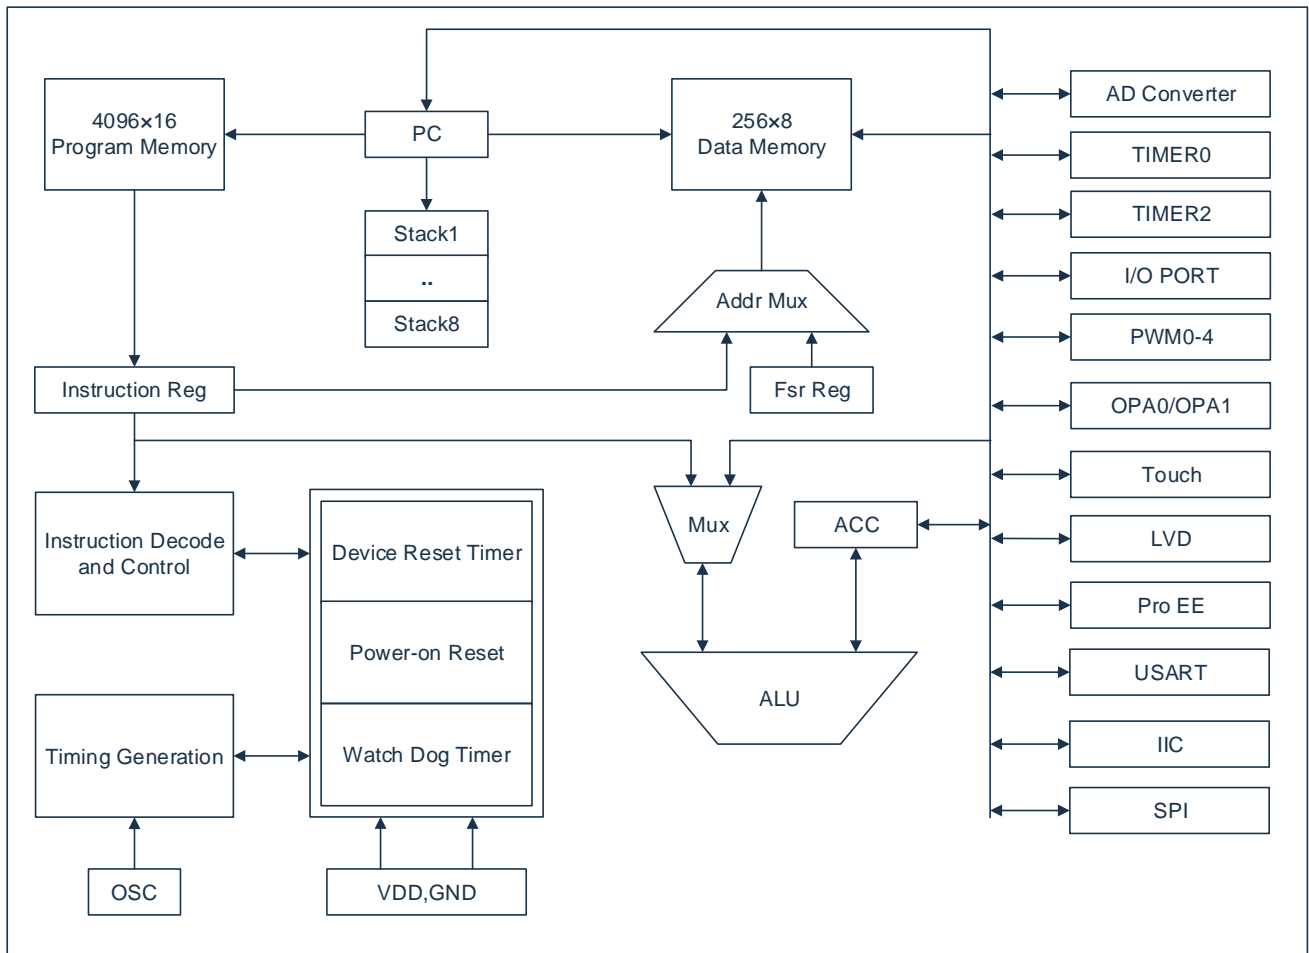 4096×16
Program Memory
PC
256×8
Data Memory
AD Converter
TIMER0
TIMER2
Stack1
..
Stack8
I/O PORT
Addr Mux
PWM0-4
Instruction Reg
Fsr Reg
OPA0/OPA1
Touch
Instruction Decode
and Control
Device Reset Timer
Mux
ACC
LVD
Pro EE
Power-on Reset
USART
ALU
Timing Generation
Watch Dog Timer
IIC
SPI
OSC
VDD,GND